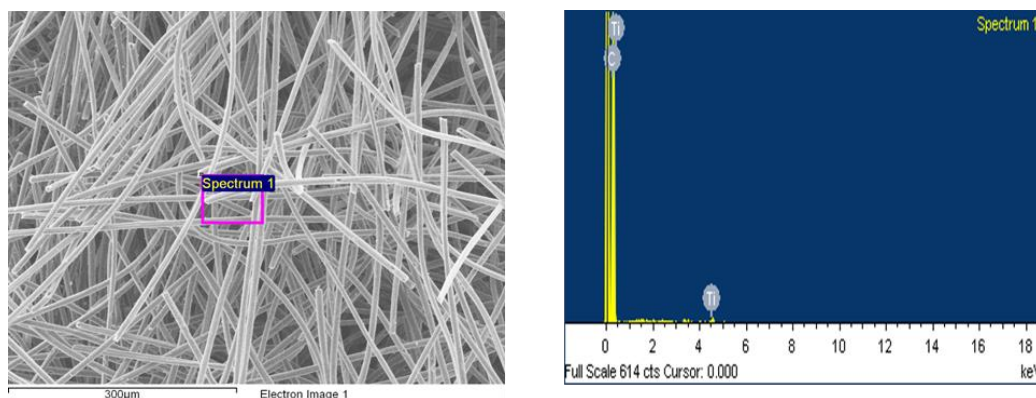 Spectrum 1
300µm Electron Image 1
Spectrum 1
Ti
C
Ti
0 2 4 6 8 10 12 14 16 18
Full Scale 614 cts Cursor: 0.000
keV